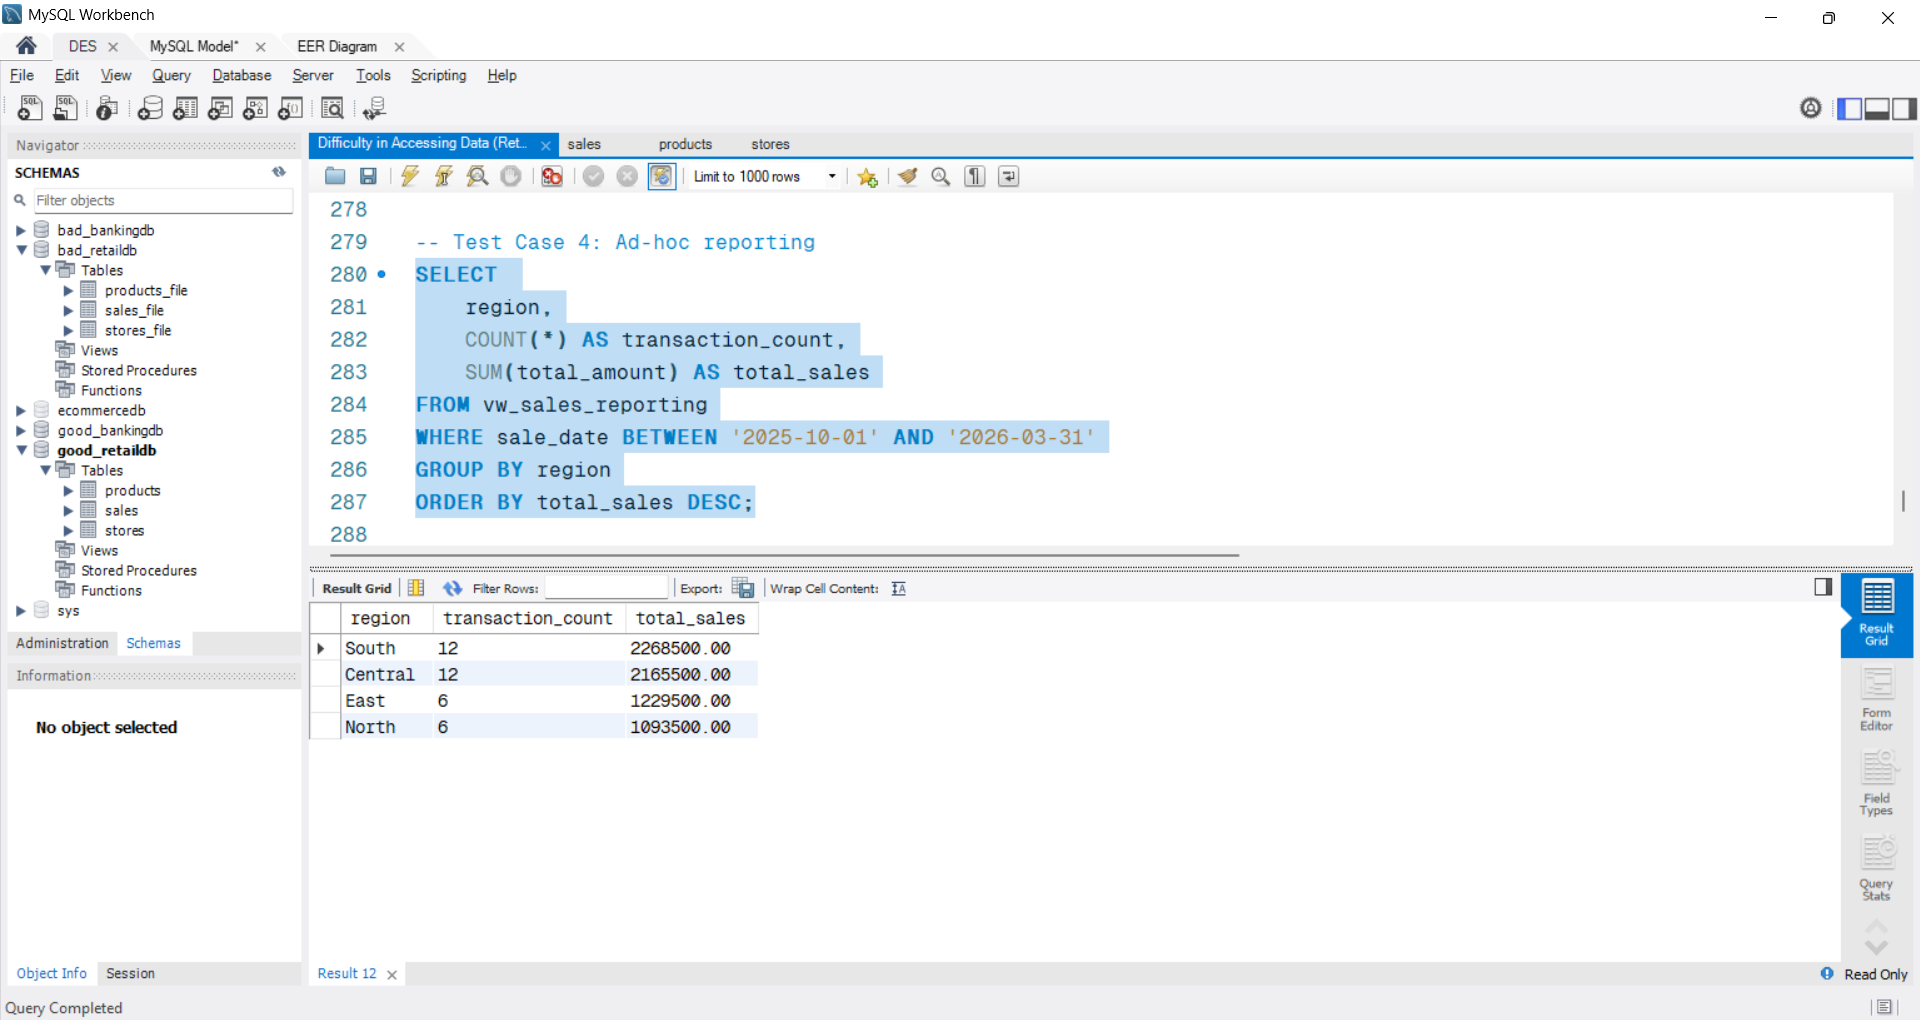 MySQL Workbench
DES
MySQL Model*
EER Diagram
File Edit View Query Database Server Tools Scripting Help
Navigator
SCHEMAS
Filter objects
bad_bankingdb
bad_retaildb
Tables
products_file
sales_file
stores_file
Views
Stored Procedures
Functions
ecommercedb
good_bankingdb
good_retaildb
Tables
products
sales
stores
Views
Stored Procedures
Functions
sys
Administration Schemas
Information
No object selected
Object Info Session
Difficulty in Accessing Data (Ret... sales products stores
Limit to 1000 rows
278
279 -- Test Case 4: Ad-hoc reporting
280 SELECT
281 region,
282 COUNT(*) AS transaction_count,
283 SUM(total_amount) AS total_sales
284 FROM vw_sales_reporting
285 WHERE sale_date BETWEEN '2025-10-01' AND '2026-03-31'
286 GROUP BY region
287 ORDER BY total_sales DESC;
288
Result Grid Filter Rows: Export: Wrap Cell Content:
region transaction_count total_sales
South 12 2268500.00
Central 12 2165500.00
East 6 1229500.00
North 6 1093500.00
Result
Grid
Form
Editor
Field
Types
Query
Stats
Result 12
Read Only
Query Completed